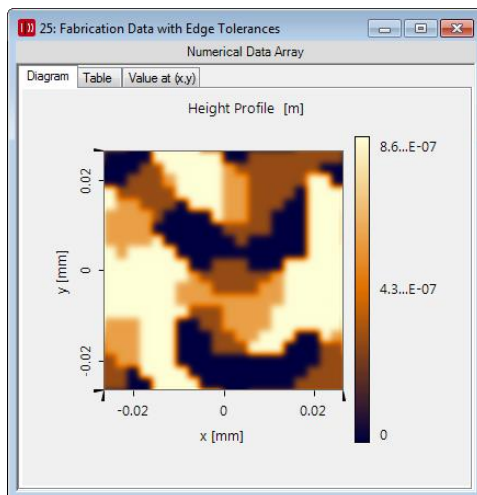 25: Fabrication Data with Edge Tolerances
Numerical Data Array
Diagram Table Value at (x,y)
Height Profile [m]
8.6...E-07
0.02
y [mm]
0
4.3...E-07
-0.02
0
-0.02 0 0.02
x [mm]